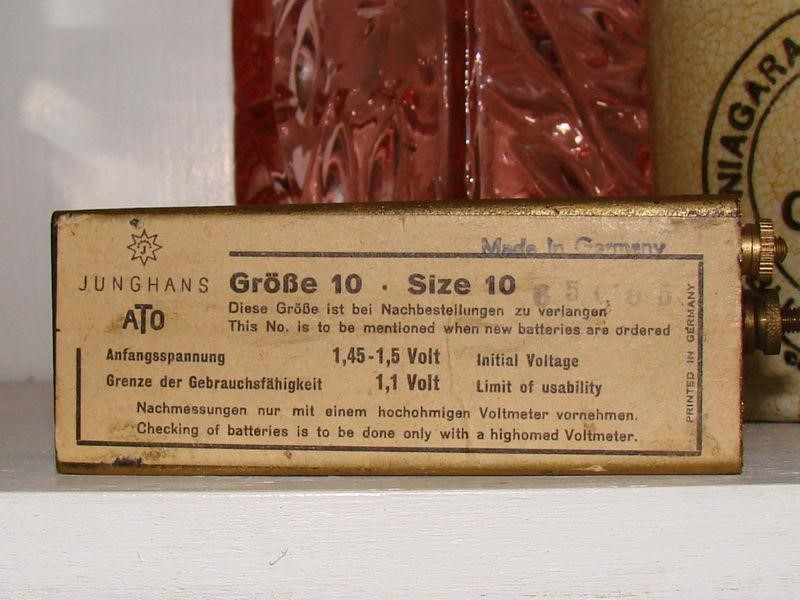 Made in Germany
J
JUNGHANS
ATO
Größe 10 . Size 10
Diese Größe ist bei Nachbestellungen zu verlangen
This No. is to be mentioned when new batteries are ordered
Anfangsspannung 1,45-1,5 Volt Initial Voltage
Grenze der Gebrauchsfähigkeit 1,1 Volt Limit of usability
Nachmessungen nur mit einem hochohmigen Voltmeter vornehmen.
Checking of batteries is to be done only with a highomed Voltmeter.
PRINTED IN GERMANY
NIAGARA